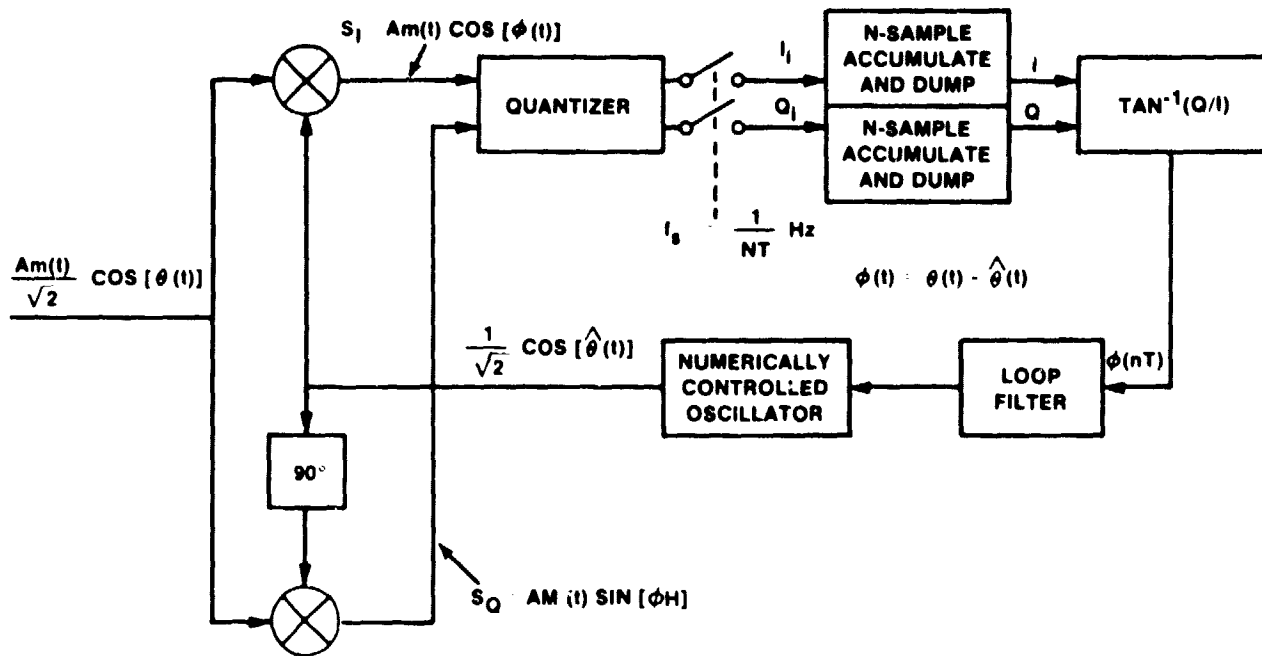 S_I Am(t) COS [ϕ(t)]
QUANTIZER
I_i
Q_i
N-SAMPLE
ACCUMULATE
AND DUMP
N-SAMPLE
ACCUMULATE
AND DUMP
I
Q
TAN⁻¹(Q/I)
f_s 1/NT Hz
ϕ(t) : θ(t) - θ̂(t)
Am(t)/√2 COS [θ(t)]
1/√2 COS [θ̂(t)]
NUMERICALLY
CONTROLLED
OSCILLATOR
LOOP
FILTER
ϕ(nT)
90°
S_Q AM (t) SIN [ϕH]